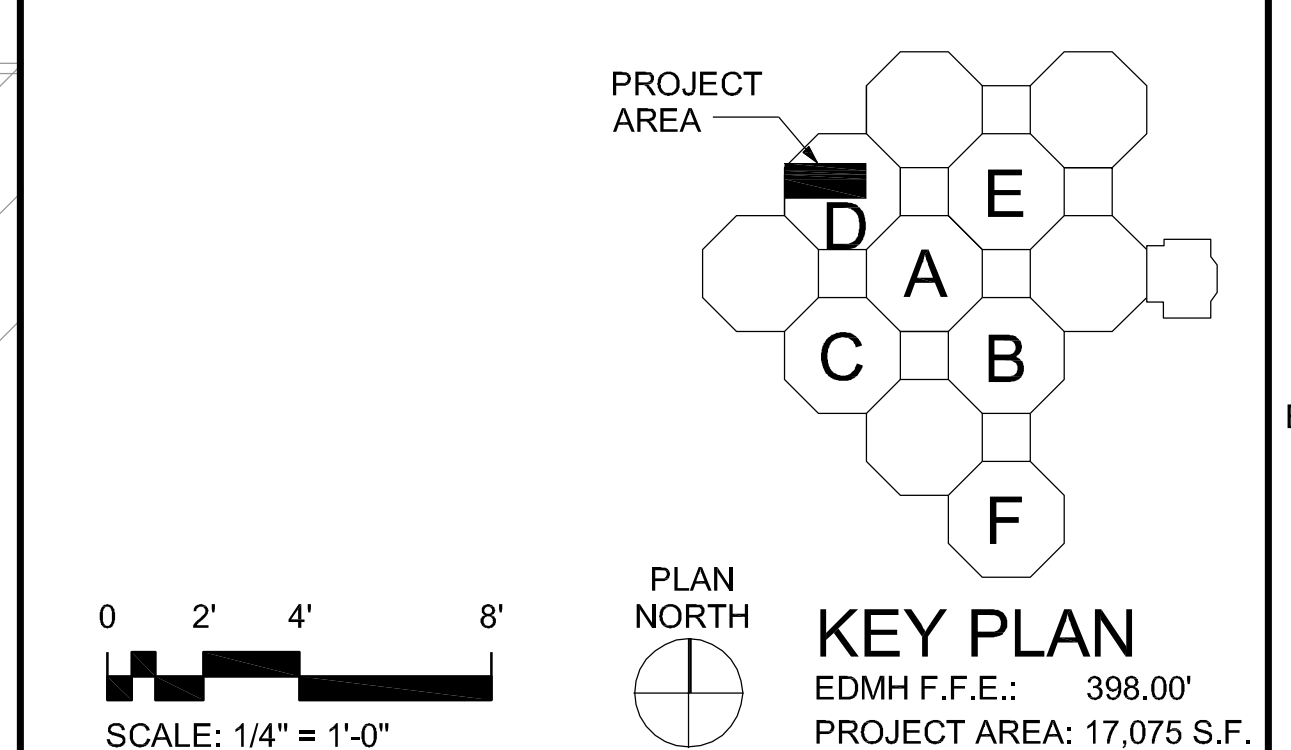 PROJECT
AREA
E
D
A
C
B
F
0 2' 4' 8'
SCALE: 1/4" = 1'-0"
PLAN
NORTH
KEY PLAN
EDMH F.F.E.: 398.00'
PROJECT AREA: 17,075 S.F.